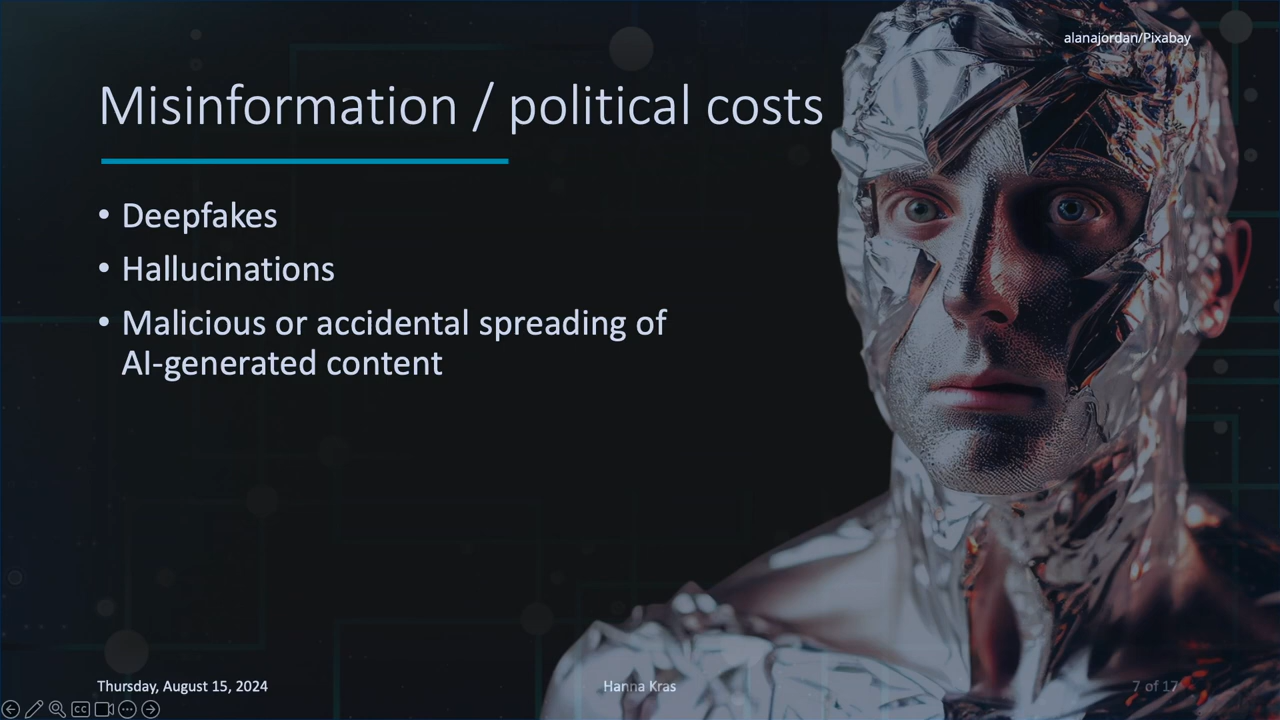 alanajordan/Pixabay
Misinformation / political costs
• Deepfakes
• Hallucinations
• Malicious or accidental spreading of
AI-generated content
Thursday, August 15, 2024
Hanna Kras
7 of 17
CC